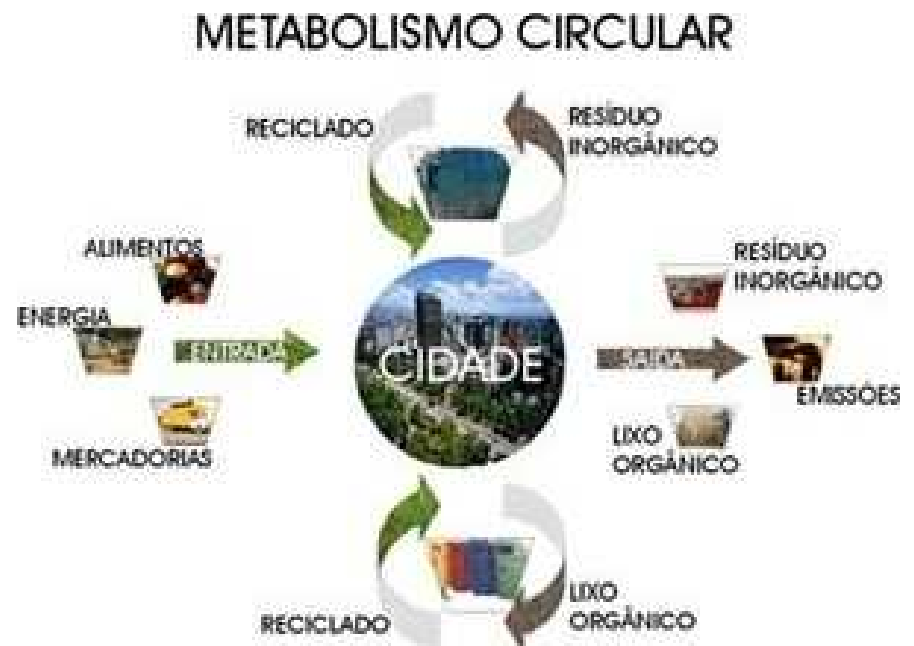 METABOLISMO CIRCULAR
RECICLADO
RESÍDUO
INORGÂNICO
ALIMENTOS
ENERGIA
ENTRADA
MERCADORIAS
CIDADE
SAÍDA
RESÍDUO
INORGÂNICO
EMISSÕES
LIXO
ORGÂNICO
RECICLADO
LIXO
ORGÂNICO